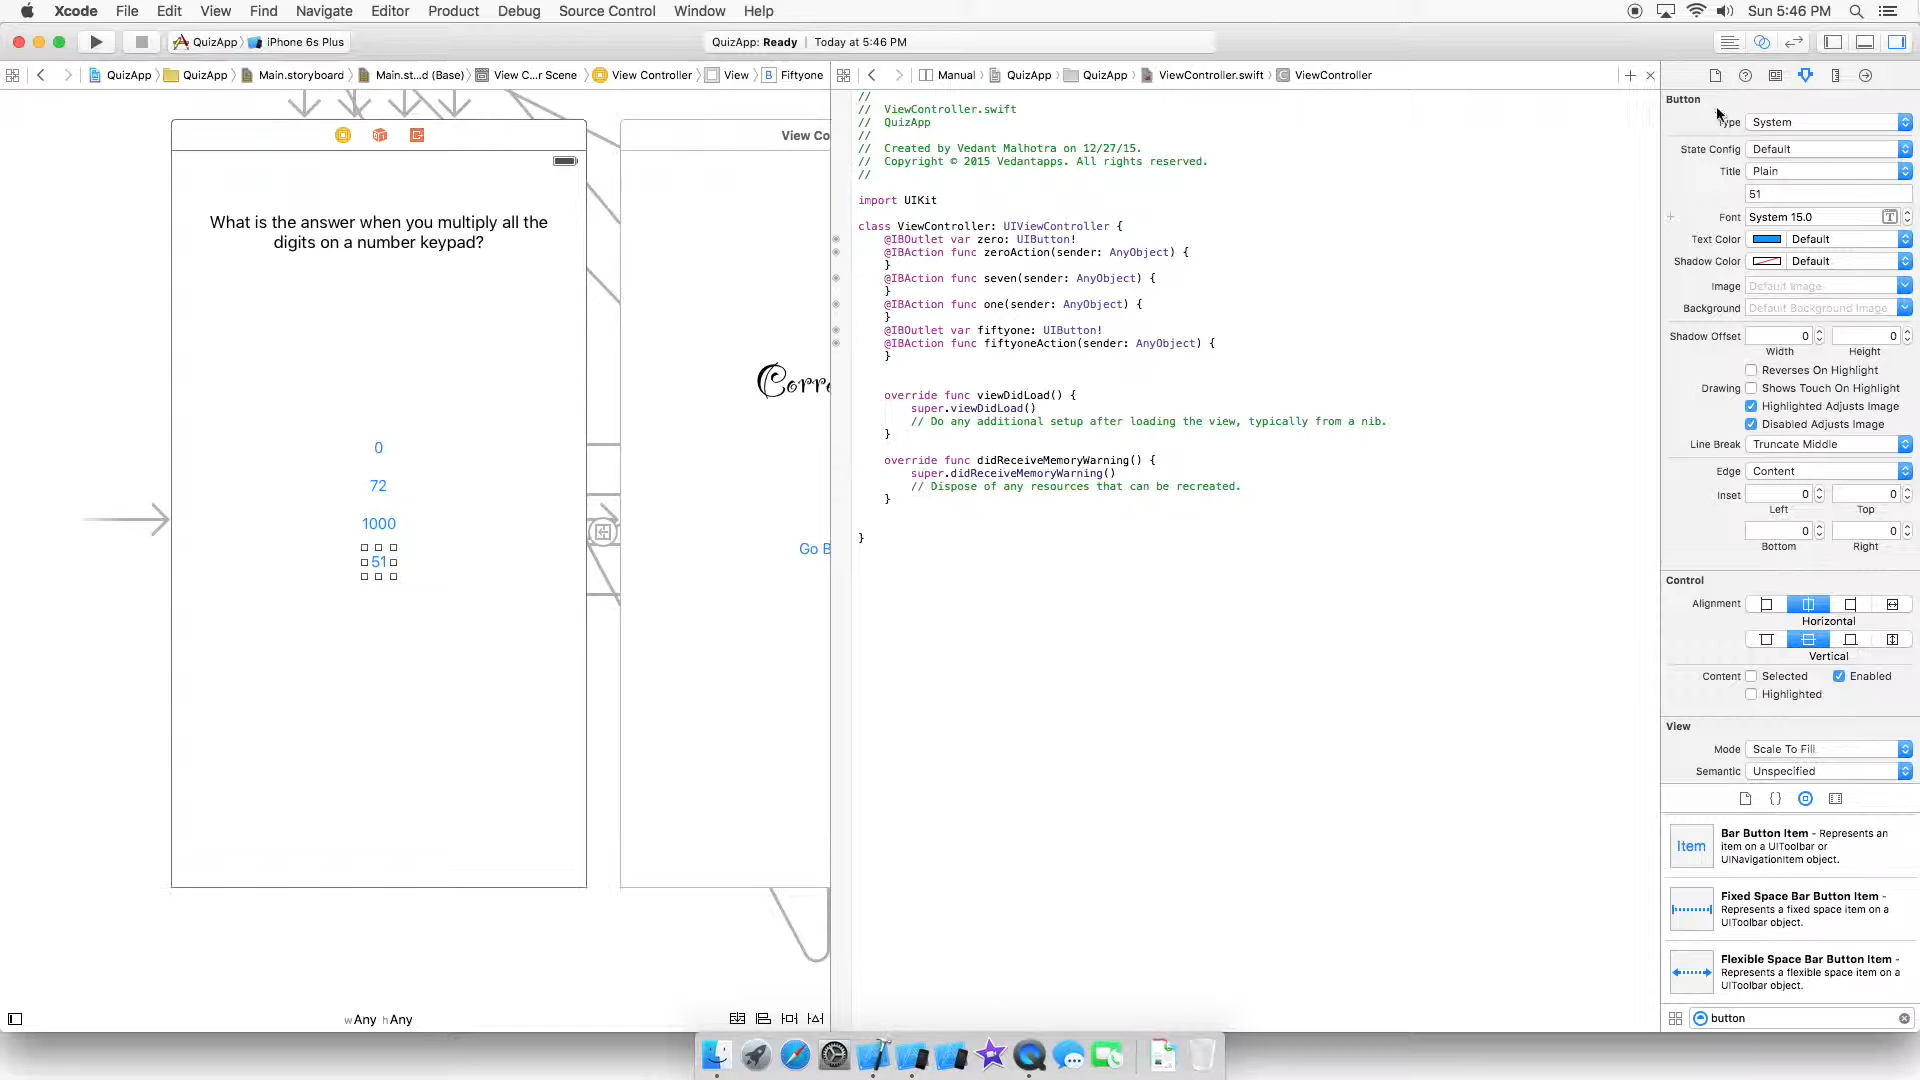 Xcode File Edit View Find Navigate Editor Product Debug Source Control Window Help
Sun 5:46 PM
QuizApp iPhone 6s Plus
QuizApp: Ready Today at 5:46 PM
QuizApp QuizApp Main.storyboard Main.st...d (Base) View C...r Scene View Controller View B Fiftyone
Manual QuizApp QuizApp ViewController.swift C ViewController
View Co
What is the answer when you multiply all the
digits on a number keypad?
Corre
0
72
1000
51
Go B
wAny hAny
//
// ViewController.swift
// QuizApp
//
// Created by Vedant Malhotra on 12/27/15.
// Copyright © 2015 Vedantapps. All rights reserved.
//
import UIKit
class ViewController: UIViewController {
@IBOutlet var zero: UIButton!
@IBAction func zeroAction(sender: AnyObject) {
}
@IBAction func seven(sender: AnyObject) {
}
@IBAction func one(sender: AnyObject) {
}
@IBOutlet var fiftyone: UIButton!
@IBAction func fiftyoneAction(sender: AnyObject) {
}
override func viewDidLoad() {
super.viewDidLoad()
// Do any additional setup after loading the view, typically from a nib.
}
override func didReceiveMemoryWarning() {
super.didReceiveMemoryWarning()
// Dispose of any resources that can be recreated.
}
}
Button
Type System
State Config Default
Title Plain
51
Font System 15.0
Text Color Default
Shadow Color Default
Image Default Image
Background Default Background Image
Shadow Offset 0 0
Width Height
Reverses On Highlight
Drawing Shows Touch On Highlight
Highlighted Adjusts Image
Disabled Adjusts Image
Line Break Truncate Middle
Edge Content
Inset 0 0
Left Top
0 0
Bottom Right
Control
Alignment
Horizontal
Vertical
Content Selected Enabled
Highlighted
View
Mode Scale To Fill
Semantic Unspecified
Item
Bar Button Item - Represents an
item on a UIToolbar or
UINavigationItem object.
Fixed Space Bar Button Item -
Represents a fixed space item on a
UIToolbar object.
Flexible Space Bar Button Item -
Represents a flexible space item on a
UIToolbar object.
button